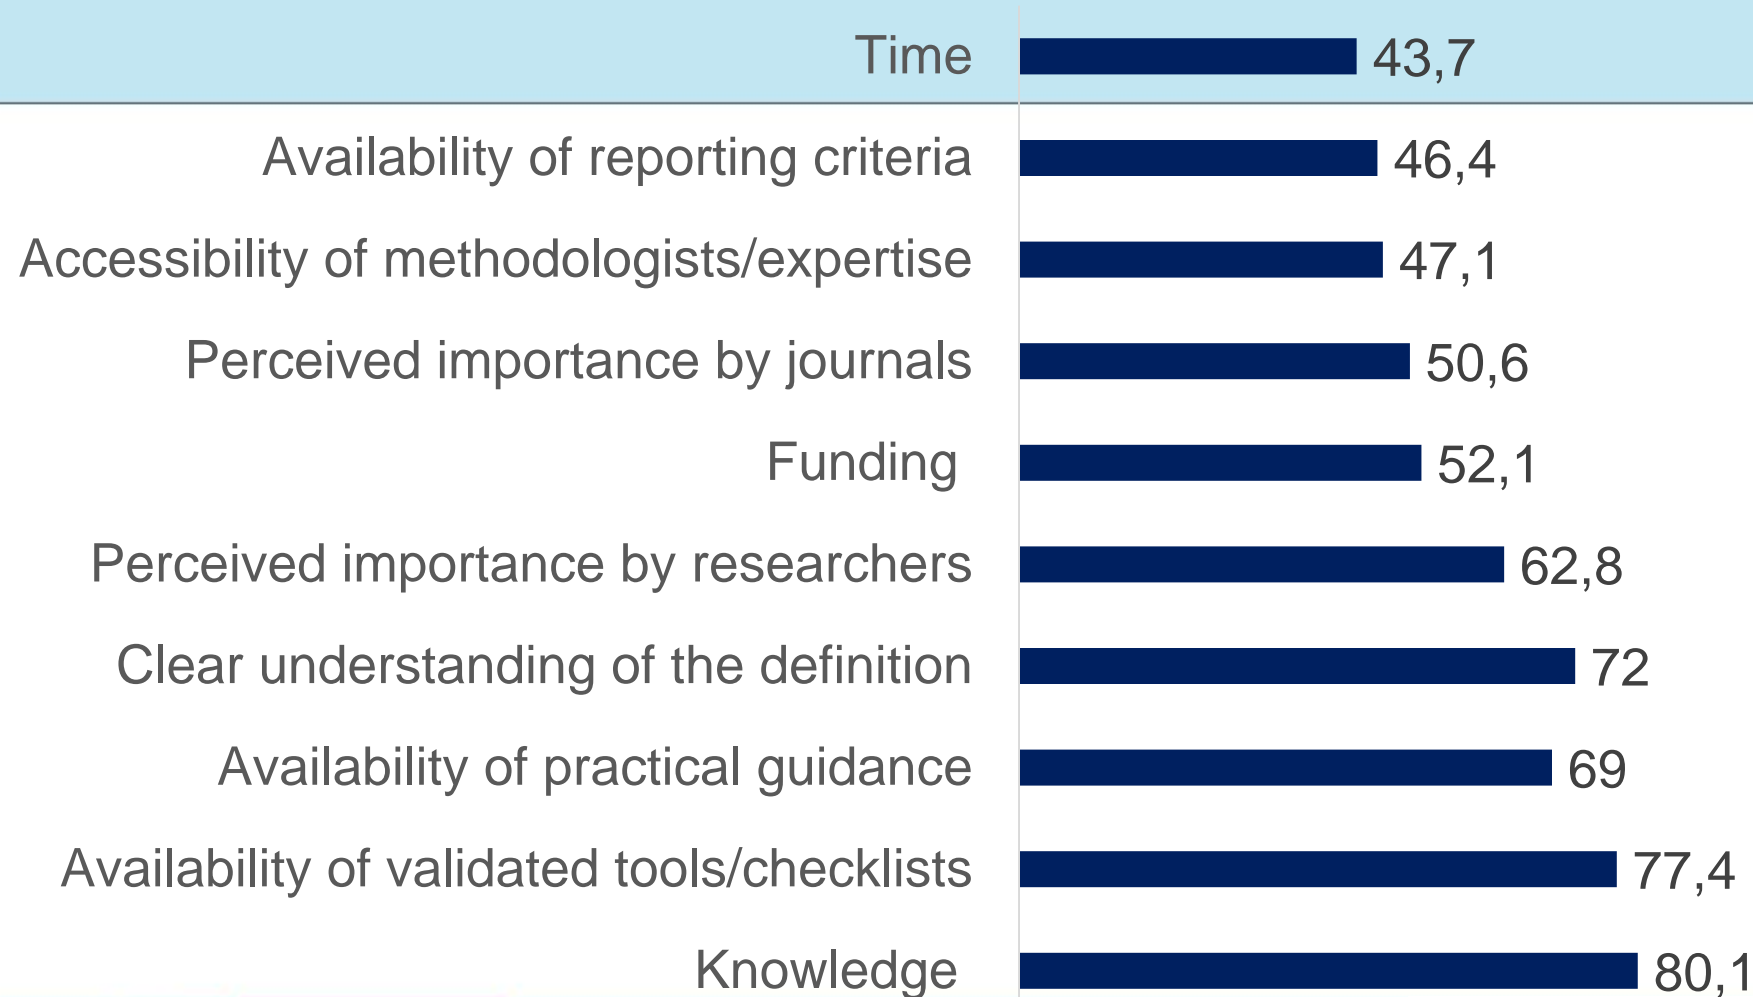 Time 43,7
Availability of reporting criteria 46,4
Accessibility of methodologists/expertise 47,1
Perceived importance by journals 50,6
Funding 52,1
Perceived importance by researchers 62,8
Clear understanding of the definition 72
Availability of practical guidance 69
Availability of validated tools/checklists 77,4
Knowledge 80,1